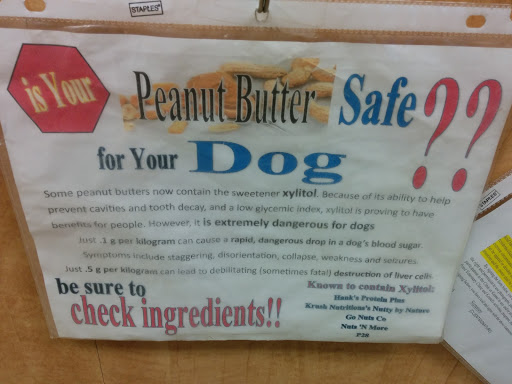 STAPLES
is Your Peanut Butter Safe ??
for Your Dog
Some peanut butters now contain the sweetener xylitol. Because of its ability to help
prevent cavities and tooth decay, and a low glycemic index, xylitol is proving to have
benefits for people. However, it is extremely dangerous for dogs
Just .1 g per kilogram can cause a rapid, dangerous drop in a dog's blood sugar.
Symptoms include staggering, disorientation, collapse, weakness and seizures.
Just .5 g per kilogram can lead to debilitating (sometimes fatal) destruction of liver cells.
be sure to
check ingredients!!
Known to contain Xylitol:
Hank's Protein Plus
Krush Nutritions's Nutty by Nature
Go Nuts Co
Nuts 'N More
P28
STAPLES